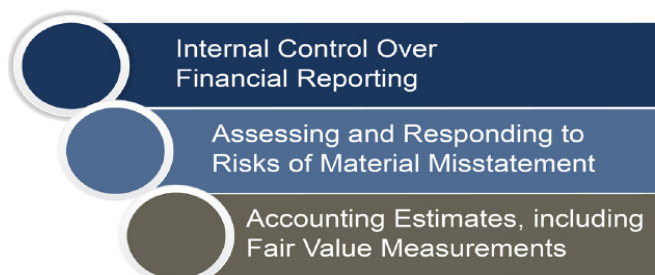 Internal Control Over
Financial Reporting
Assessing and Responding to
Risks of Material Misstatement
Accounting Estimates, including
Fair Value Measurements